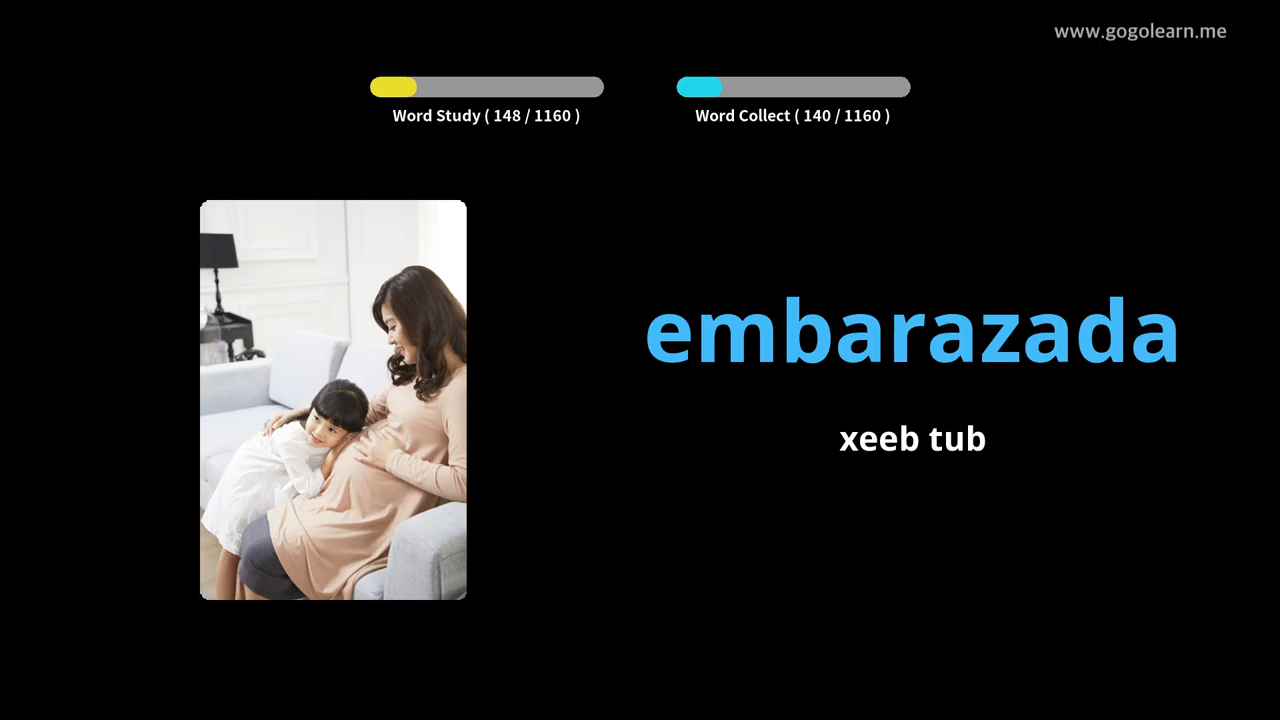 www.gogolearn.me
Word Study ( 148 / 1160 )
Word Collect ( 140 / 1160 )
embarazada
xeeb tub